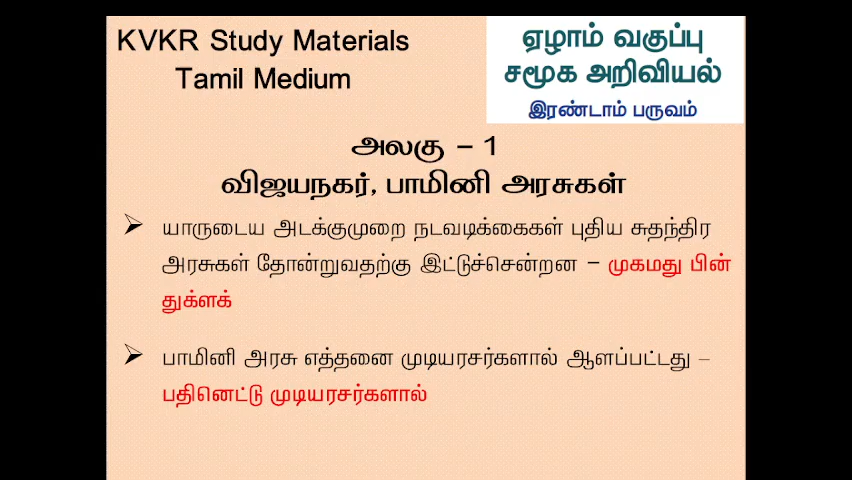 KVKR Study Materials
Tamil Medium
ஏழாம் வகுப்பு
சமூக அறிவியல்
இரண்டாம் பருவம்
அலகு – 1
விஜயநகர், பாமினி அரசுகள்
➢ யாருடைய அடக்குமுறை நடவடிக்கைகள் புதிய சுதந்திர
அரசுகள் தோன்றுவதற்கு இட்டுச்சென்றன – முகமது பின்
துக்ளக்
➢ பாமினி அரசு எத்தனை முடியரசர்களால் ஆளப்பட்டது –
பதினெட்டு முடியரசர்களால்